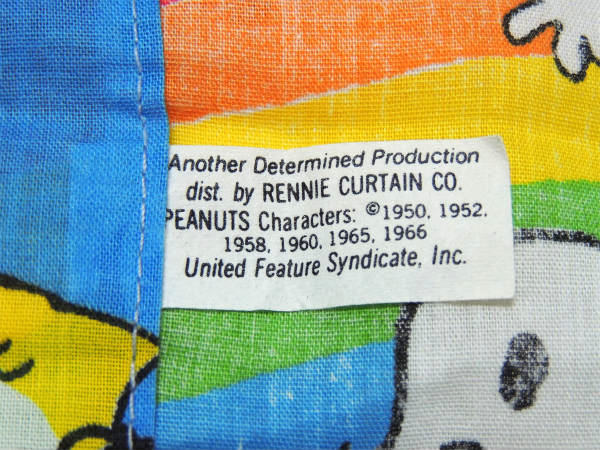 Another Determined Production
dist. by RENNIE CURTAIN CO.
PEANUTS Characters: ©1950, 1952,
1958, 1960, 1965, 1966
United Feature Syndicate, Inc.